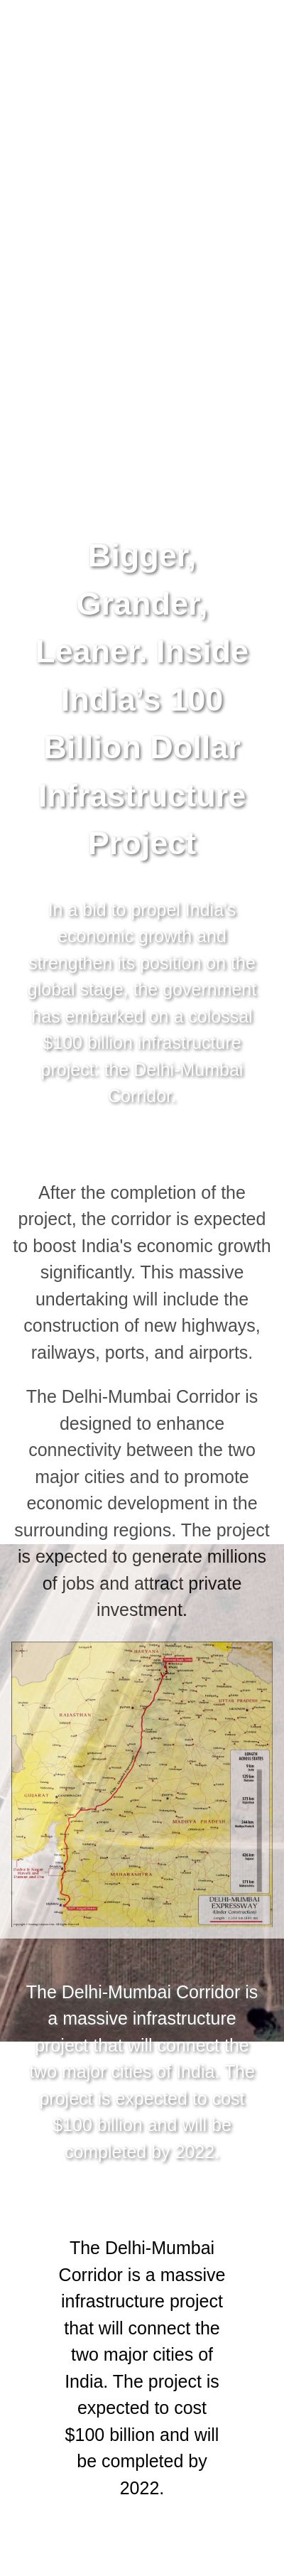 Bigger,
Grander,
Leaner. Inside
India's 100
Billion Dollar
Infrastructure
Project
In a bid to propel India's
economic growth and
strengthen its position on the
global stage, the government
has embarked on a colossal
$100 billion infrastructure
project: the Delhi-Mumbai
Corridor.
After the completion of the
project, the corridor is expected
to boost India's economic growth
significantly. This massive
undertaking will include the
construction of new highways,
railways, ports, and airports.
The Delhi-Mumbai Corridor is
designed to enhance
connectivity between the two
major cities and to promote
economic development in the
surrounding regions. The project
is expected to generate millions
of jobs and attract private
investment.
HARYANA
UTTAR PRADESH
RAJASTHAN
LENGTH
ACROSS STATES
GUJARAT
MADHYA PRADESH
MAHARASHTRA
DELHI-MUMBAI
EXPRESSWAY
(Under Construction)
The Delhi-Mumbai Corridor is
a massive infrastructure
project that will connect the
two major cities of India. The
project is expected to cost
$100 billion and will be
completed by 2022.
The Delhi-Mumbai
Corridor is a massive
infrastructure project
that will connect the
two major cities of
India. The project is
expected to cost
$100 billion and will
be completed by
2022.